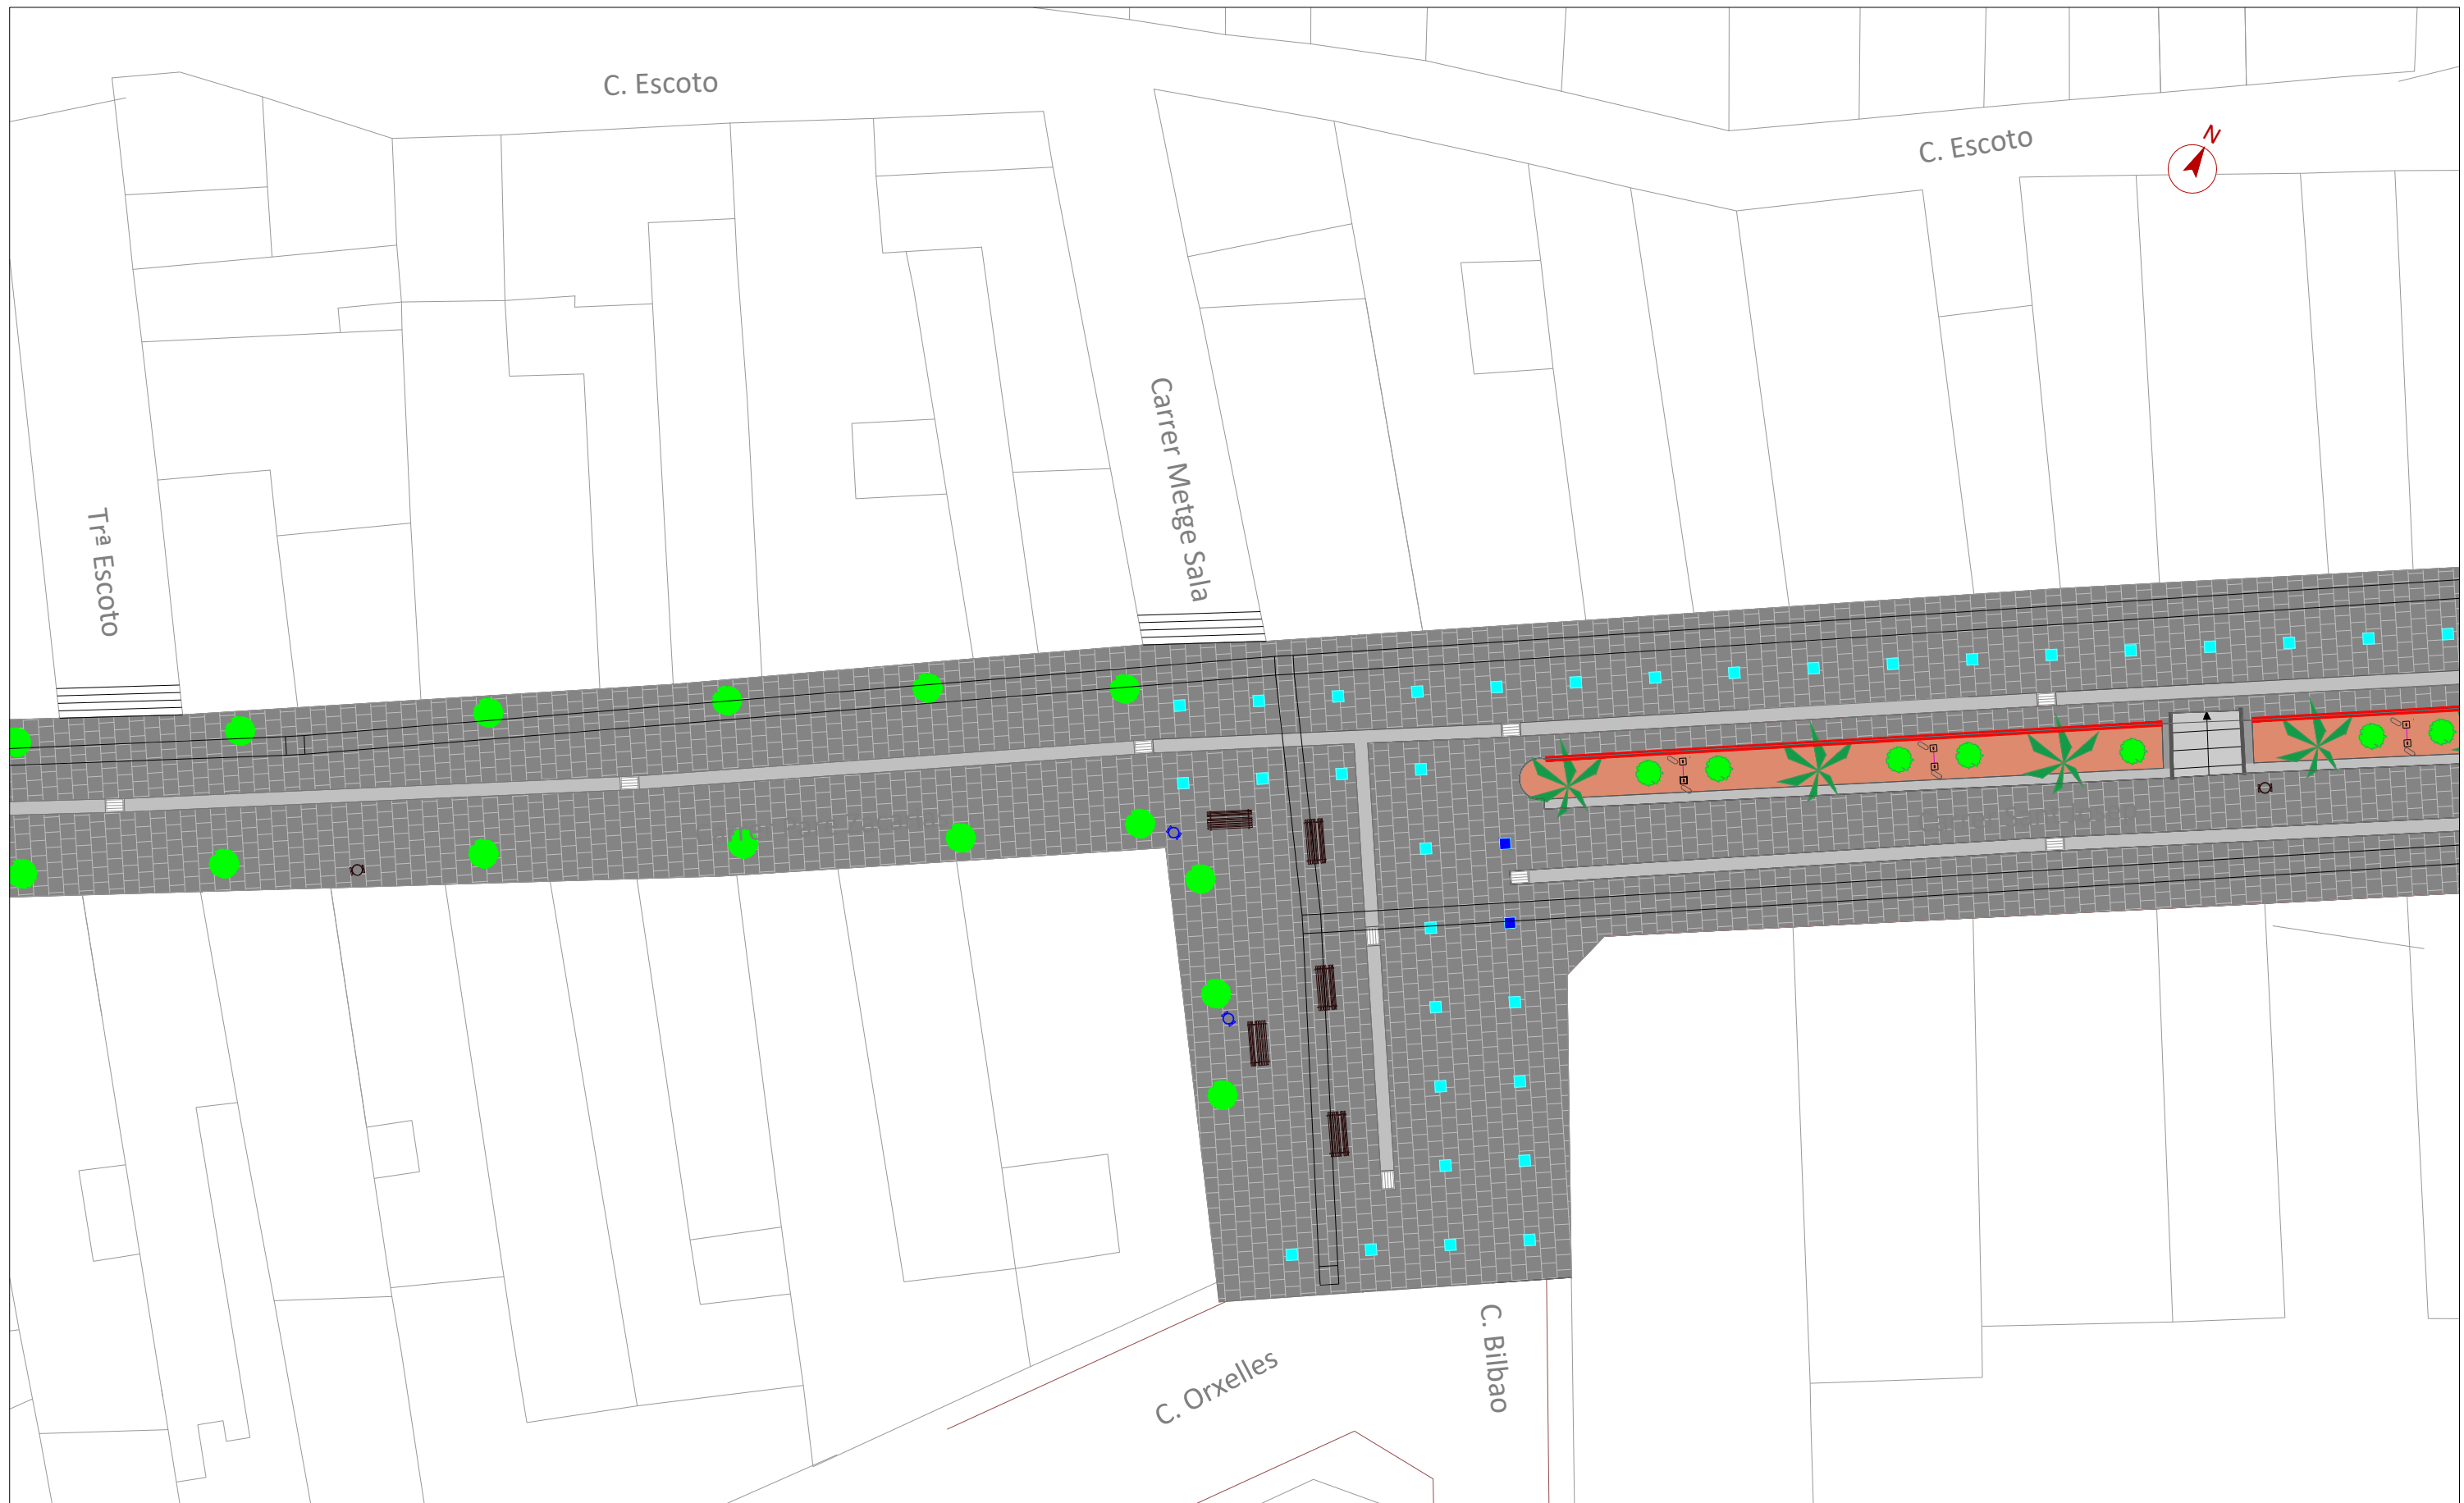 C. Escoto
C. Escoto
N
Carrer Metge Sala
Trª Escoto
C. Bilbao
C. Orxelles